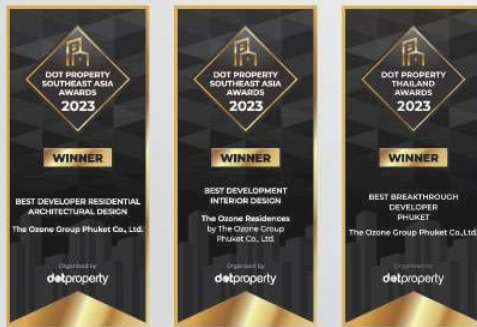 DOT PROPERTY
SOUTHEAST ASIA
AWARDS
2023
WINNER
BEST DEVELOPER RESIDENTIAL
ARCHITECTURAL DESIGN
The Ozone Group Phuket Co., Ltd.
Organised by
dotproperty
DOT PROPERTY
SOUTHEAST ASIA
AWARDS
2023
WINNER
BEST DEVELOPMENT
INTERIOR DESIGN
The Ozone Residences
by The Ozone Group
Phuket Co., Ltd.
Organised by
dotproperty
DOT PROPERTY
THAILAND
AWARDS
2023
WINNER
BEST BREAKTHROUGH
DEVELOPER
PHUKET
The Ozone Group Phuket Co.,Ltd.
Organised by
dotproperty